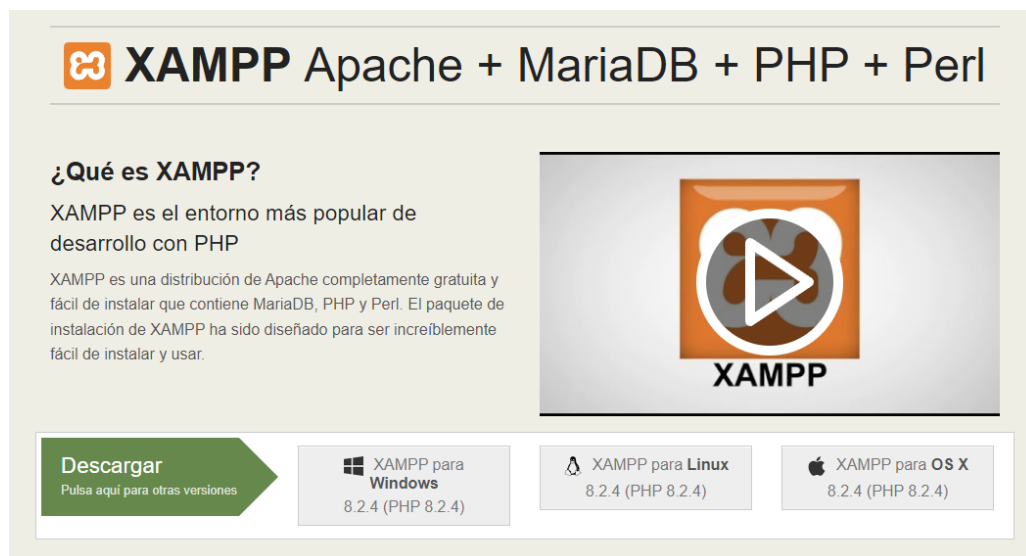 XAMPP Apache + MariaDB + PHP + Perl
¿Qué es XAMPP?
XAMPP es el entorno más popular de
desarrollo con PHP
XAMPP es una distribución de Apache completamente gratuita y
fácil de instalar que contiene MariaDB, PHP y Perl. El paquete de
instalación de XAMPP ha sido diseñado para ser increíblemente
fácil de instalar y usar.
XAMPP
Descargar
Pulsa aquí para otras versiones
XAMPP para
Windows
8.2.4 (PHP 8.2.4)
XAMPP para Linux
8.2.4 (PHP 8.2.4)
XAMPP para OS X
8.2.4 (PHP 8.2.4)